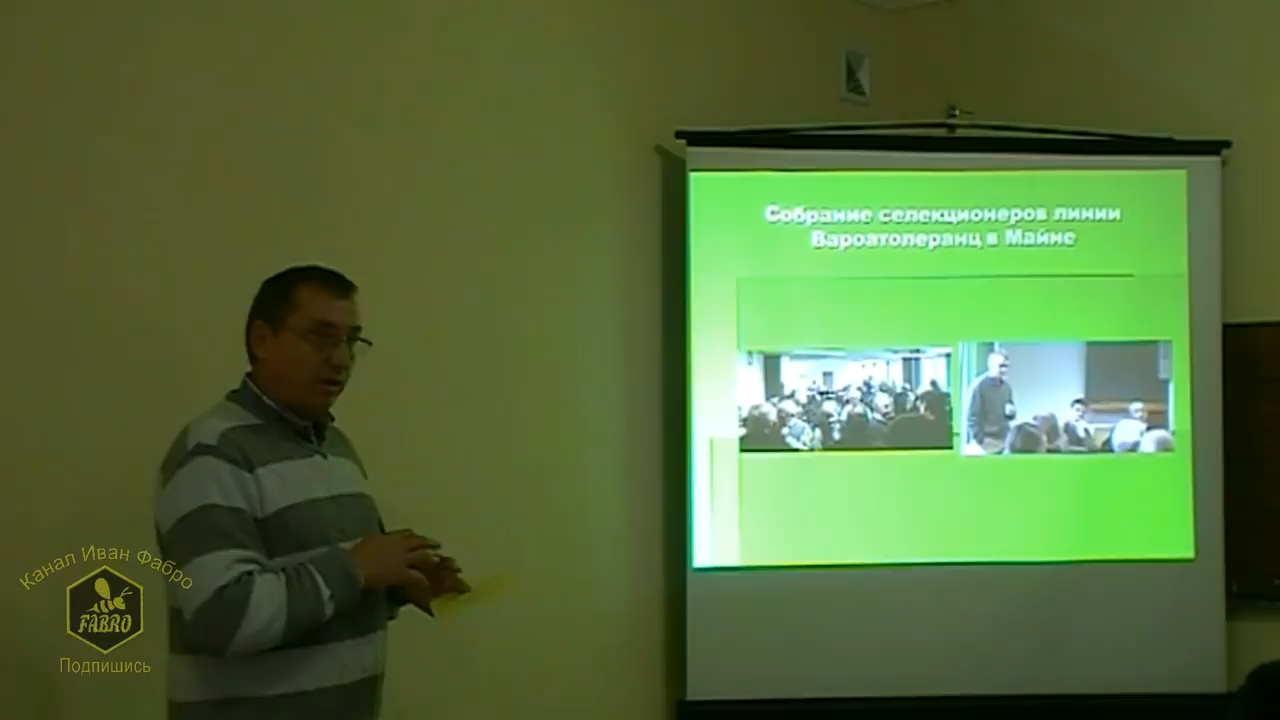 Собрание селекционеров линии
Вароатолеранц в Майне
Канал Иван Фабро
FABRO
Подпишись